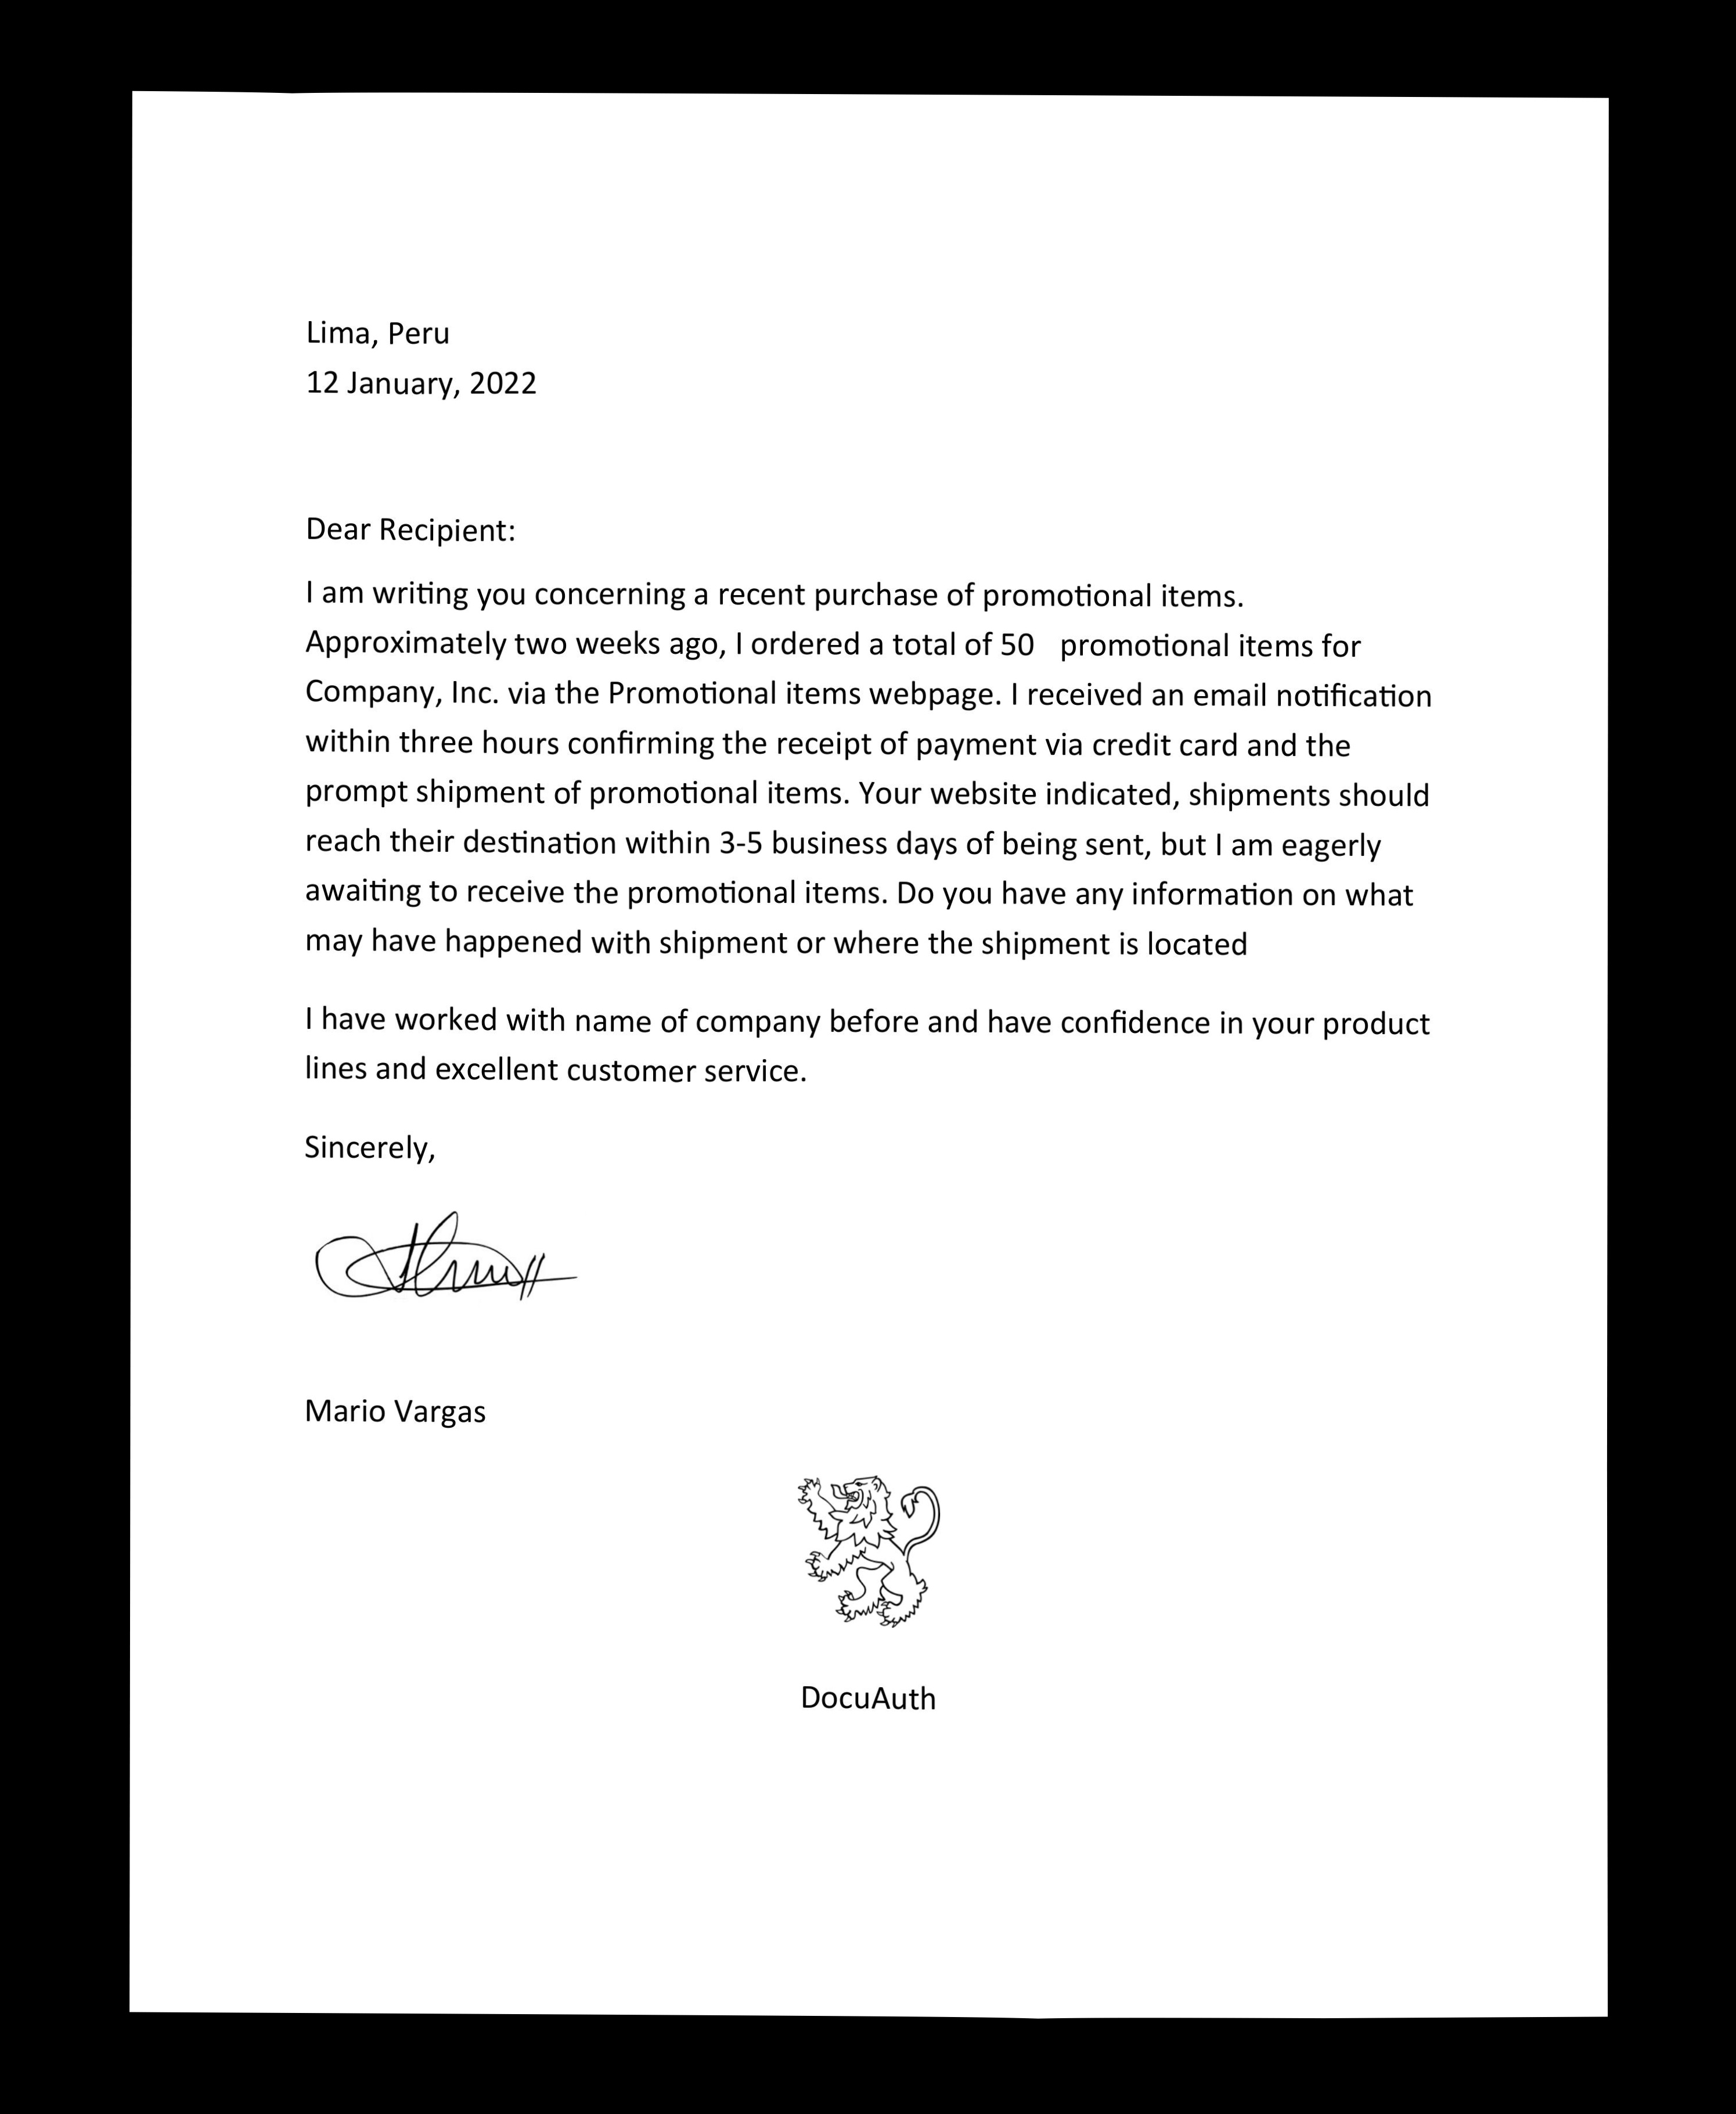 Lima, Peru
12 January, 2022
Dear Recipient:
I am writing you concerning a recent purchase of promotional items.
Approximately two weeks ago, I ordered a total of 50   promotional items for
Company, Inc. via the Promotional items webpage. I received an email notification
within three hours confirming the receipt of payment via credit card and the
prompt shipment of promotional items. Your website indicated, shipments should
reach their destination within 3-5 business days of being sent, but I am eagerly
awaiting to receive the promotional items. Do you have any information on what
may have happened with shipment or where the shipment is located
I have worked with name of company before and have confidence in your product
lines and excellent customer service.
Sincerely,
Mario Vargas
DocuAuth